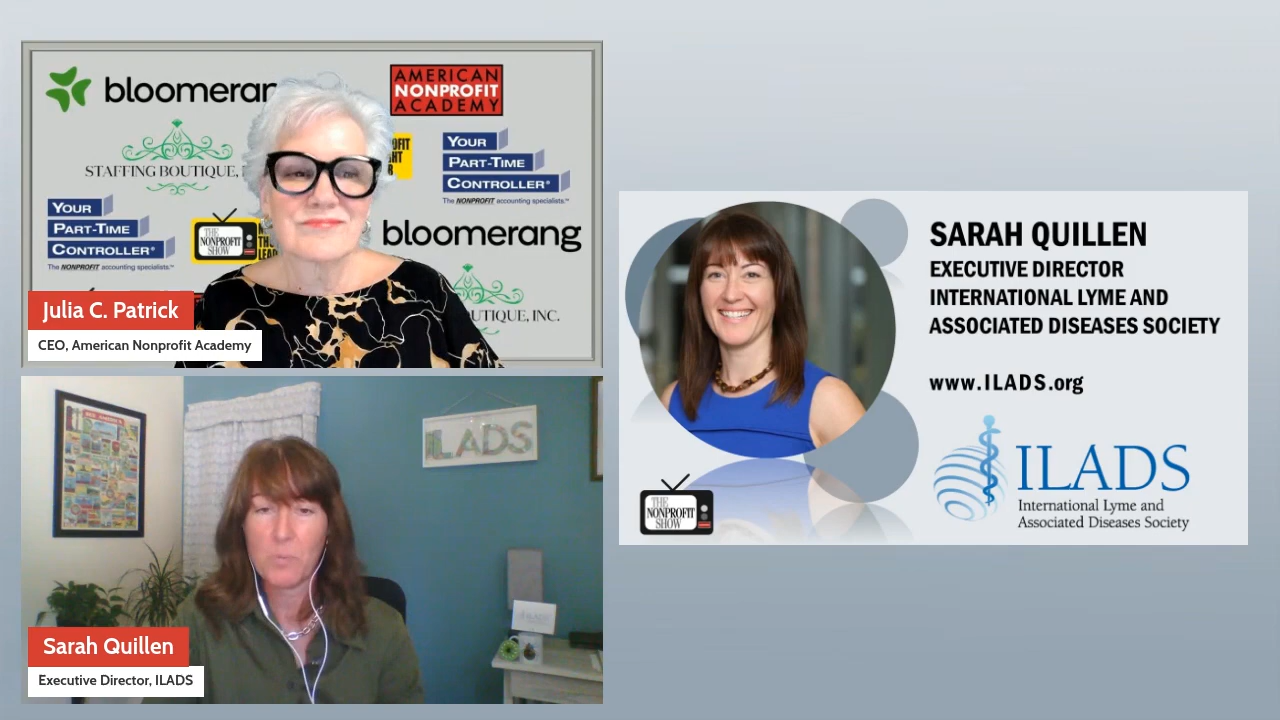 bloomerang
AMERICAN
NONPROFIT
ACADEMY
STAFFING BOUTIQUE,
YOUR
PART-TIME
CONTROLLER®
The NONPROFIT accounting specialists.™
YOUR
PART-TIME
CONTROLLER®
The NONPROFIT accounting specialists.™
THE
NONPROFIT
SHOW
bloomerang
UTIQUE, INC.
Julia C. Patrick
CEO, American Nonprofit Academy
ILADS
Sarah Quillen
Executive Director, ILADS
SARAH QUILLEN
EXECUTIVE DIRECTOR
INTERNATIONAL LYME AND
ASSOCIATED DISEASES SOCIETY
www.ILADS.org
ILADS
International Lyme and
Associated Diseases Society
THE
NONPROFIT
SHOW